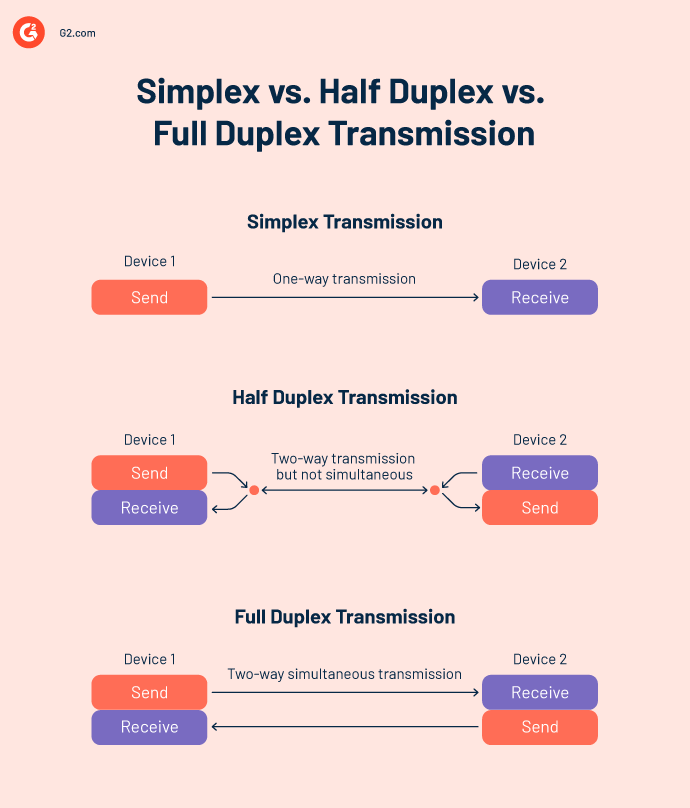 G2
G2.com
Simplex vs. Half Duplex vs.
Full Duplex Transmission
Simplex Transmission
Device 1
Device 2
One-way transmission
Send
Receive
Half Duplex Transmission
Device 1
Device 2
Two-way transmission
but not simultaneous
Send
Receive
Receive
Send
Full Duplex Transmission
Device 1
Device 2
Two-way simultaneous transmission
Send
Receive
Receive
Send